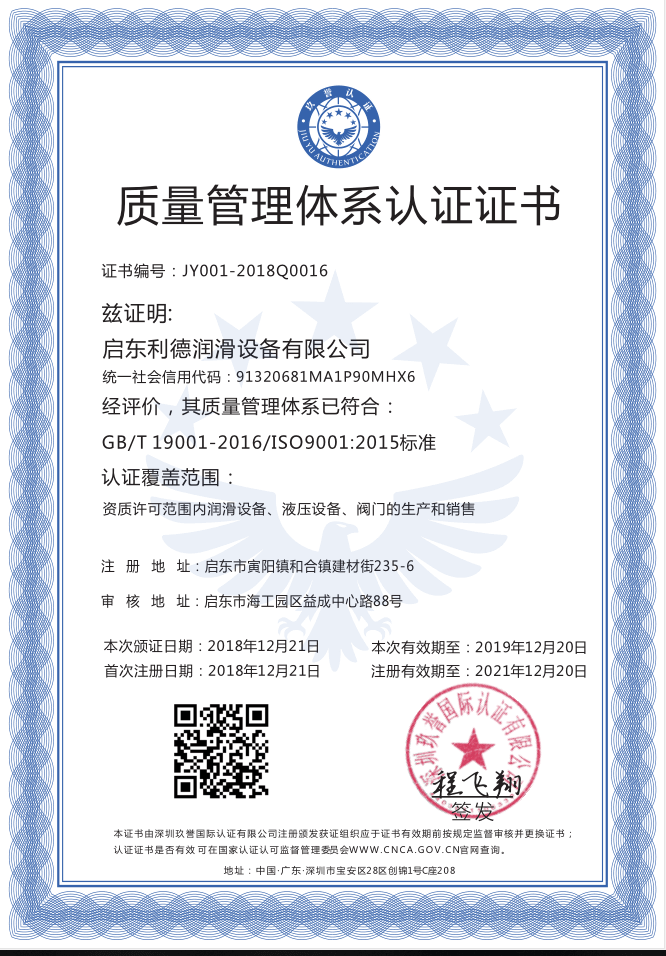 玖誉认证
JIUYU AUTHENTICATION
质量管理体系认证证书
证书编号：JY001-2018Q0016
兹证明:
启东利德润滑设备有限公司
统一社会信用代码：91320681MA1P90MHX6
经评价，其质量管理体系已符合：
GB/T 19001-2016/ISO9001:2015标准
认证覆盖范围：
资质许可范围内润滑设备、液压设备、阀门的生产和销售
注 册 地 址：启东市寅阳镇和合镇建材街235-6
审 核 地 址：启东市海工园区益成中心路88号
本次颁证日期：2018年12月21日 本次有效期至：2019年12月20日
首次注册日期：2018年12月21日 注册有效期至：2021年12月20日
深圳玖誉国际认证有限公司
程飞翔
签发
本证书由深圳玖誉国际认证有限公司注册颁发获证组织应于证书有效期前按规定监督审核并更换证书；
认证证书是否有效可在国家认证认可监督管理委员会WWW.CNCA.GOV.CN官网查询。
地址：中国·广东·深圳市宝安区28区创锦1号C座208